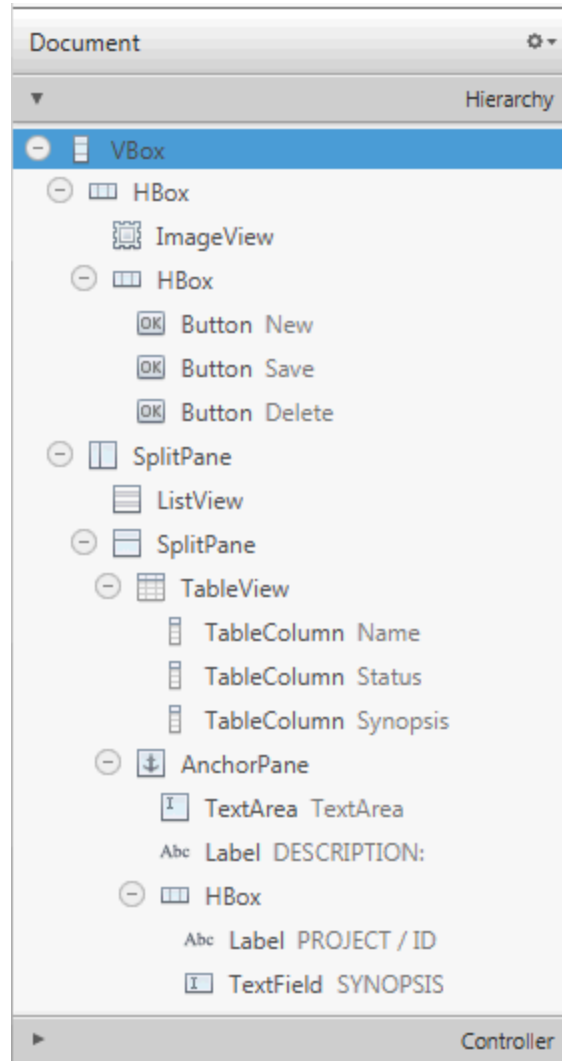 Document
Hierarchy
VBox
HBox
ImageView
HBox
OK Button New
OK Button Save
OK Button Delete
SplitPane
ListView
SplitPane
TableView
TableColumn Name
TableColumn Status
TableColumn Synopsis
AnchorPane
I TextArea TextArea
Abc Label DESCRIPTION:
HBox
Abc Label PROJECT / ID
I TextField SYNOPSIS
Controller